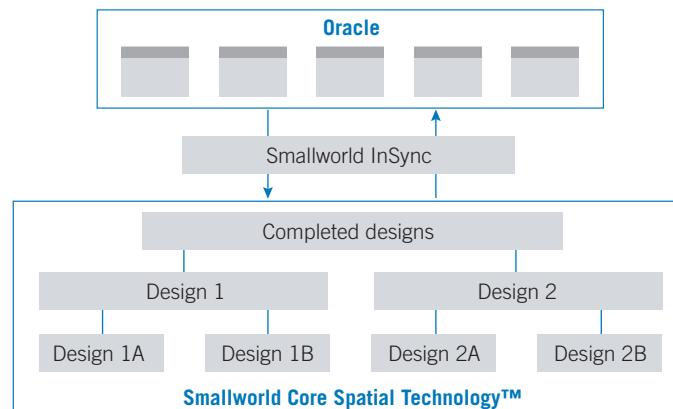 Oracle
Smallworld InSync
Completed designs
Design 1
Design 2
Design 1A
Design 1B
Design 2A
Design 2B
Smallworld Core Spatial Technology™